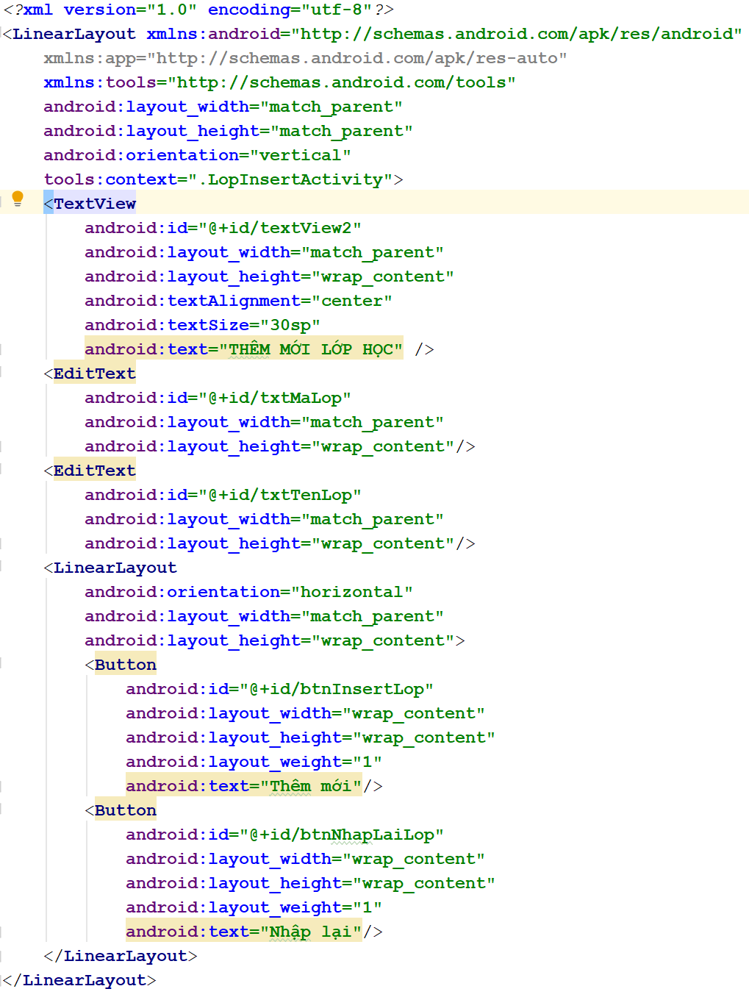 <?xml version="1.0" encoding="utf-8"?>
<LinearLayout xmlns:android="http://schemas.android.com/apk/res/android"
    xmlns:app="http://schemas.android.com/apk/res-auto"
    xmlns:tools="http://schemas.android.com/tools"
    android:layout_width="match_parent"
    android:layout_height="match_parent"
    android:orientation="vertical"
    tools:context=".LopInsertActivity">
    <TextView
        android:id="@+id/textView2"
        android:layout_width="match_parent"
        android:layout_height="wrap_content"
        android:textAlignment="center"
        android:textSize="30sp"
        android:text="THÊM MỚI LỚP HỌC" />
    <EditText
        android:id="@+id/txtMaLop"
        android:layout_width="match_parent"
        android:layout_height="wrap_content"/>
    <EditText
        android:id="@+id/txtTenLop"
        android:layout_width="match_parent"
        android:layout_height="wrap_content"/>
    <LinearLayout
        android:orientation="horizontal"
        android:layout_width="match_parent"
        android:layout_height="wrap_content">
        <Button
            android:id="@+id/btnInsertLop"
            android:layout_width="wrap_content"
            android:layout_height="wrap_content"
            android:layout_weight="1"
            android:text="Thêm mới"/>
        <Button
            android:id="@+id/btnNhapLaiLop"
            android:layout_width="wrap_content"
            android:layout_height="wrap_content"
            android:layout_weight="1"
            android:text="Nhập lại"/>
    </LinearLayout>
</LinearLayout>